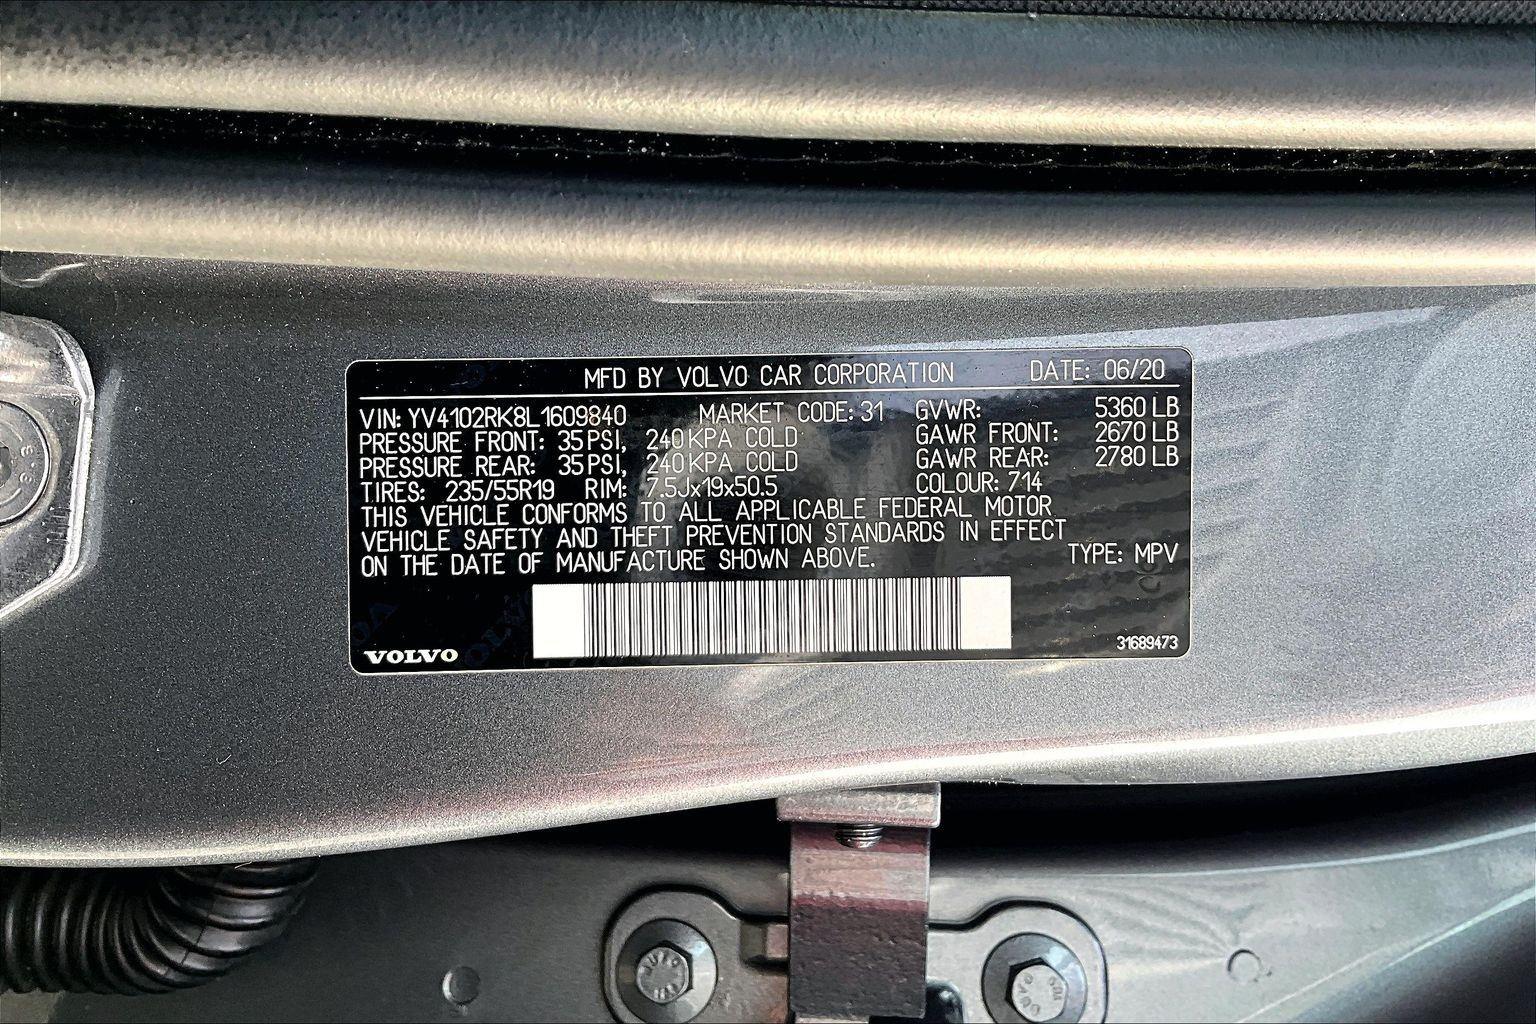 MFD BY VOLVO CAR CORPORATION DATE: 06/20
VIN: YV4102RK8L1609840 MARKET CODE: 31 GVWR: 5360 LB
PRESSURE FRONT: 35 PSI, 240 KPA COLD GAWR FRONT: 2670 LB
PRESSURE REAR: 35 PSI, 240 KPA COLD GAWR REAR: 2780 LB
TIRES: 235/55R19 RIM: 7.5Jx19x50.5 COLOUR: 714
THIS VEHICLE CONFORMS TO ALL APPLICABLE FEDERAL MOTOR
VEHICLE SAFETY AND THEFT PREVENTION STANDARDS IN EFFECT
ON THE DATE OF MANUFACTURE SHOWN ABOVE. TYPE: MPV
VOLVO 31689473